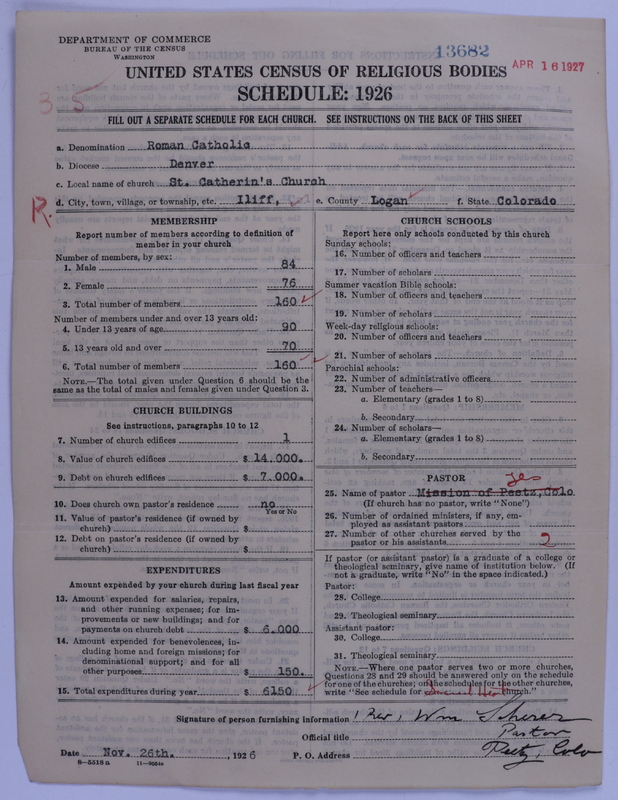 DEPARTMENT OF COMMERCE
BUREAU OF THE CENSUS
WASHINGTON
13682
APR 16 1927
UNITED STATES CENSUS OF RELIGIOUS BODIES
SCHEDULE: 1926
35
FILL OUT A SEPARATE SCHEDULE FOR EACH CHURCH. SEE INSTRUCTIONS ON THE BACK OF THIS SHEET
a. Denomination Roman Catholic
b. Diocese Denver
c. Local name of church St. Catherin's Church
R.
d. City, town, village, or township, etc. Iliff, e. County Logan f. State Colorado
MEMBERSHIP
Report number of members according to definition of
member in your church
Number of members, by sex:
1. Male 84
2. Female 76
3. Total number of members 160
Number of members under and over 13 years old:
4. Under 13 years of age 90
5. 13 years old and over 70
6. Total number of members 160
NOTE.—The total given under Question 6 should be the
same as the total of males and females given under Question 3.
CHURCH BUILDINGS
See instructions, paragraphs 10 to 12
7. Number of church edifices 1
8. Value of church edifices $ 14.000.
9. Debt on church edifices $ 7.000.
10. Does church own pastor's residence no
Yes or No
11. Value of pastor's residence (if owned by
church) $
12. Debt on pastor's residence (if owned by
church) $
EXPENDITURES
Amount expended by your church during last fiscal year
13. Amount expended for salaries, repairs,
and other running expenses; for im-
provements or new buildings; and for
payments on church debt $ 6.000
14. Amount expended for benevolences, in-
cluding home and foreign missions; for
denominational support; and for all
other purposes $ 150.
15. Total expenditures during year $ 6150
CHURCH SCHOOLS
Report here only schools conducted by this church
Sunday schools:
16. Number of officers and teachers
17. Number of scholars
Summer vacation Bible schools:
18. Number of officers and teachers
19. Number of scholars
Week-day religious schools:
20. Number of officers and teachers
21. Number of scholars
Parochial schools:
22. Number of administrative officers
23. Number of teachers—
a. Elementary (grades 1 to 8)
b. Secondary
24. Number of scholars—
a. Elementary (grades 1 to 8)
b. Secondary
PASTOR
yes
25. Name of pastor Mission of Peetz, Colo
(If church has no pastor, write "None")
26. Number of ordained ministers, if any, em-
ployed as assistant pastors
27. Number of other churches served by the
pastor or his assistants 2
If pastor (or assistant pastor) is a graduate of a college or
theological seminary, give name of institution below. (If
not a graduate, write "No" in the space indicated.)
Pastor:
28. College
29. Theological seminary
Assistant pastor:
30. College
31. Theological seminary
NOTE.—Where one pastor serves two or more churches,
Questions 28 and 29 should be answered only on the schedule
for one of the churches; on the schedules for the other churches,
write "See schedule for Sacred Heart Church."
Signature of person furnishing information Rev. Wm Scherer
Official title Pastor
Date Nov. 26th. , 1926 P. O. Address Peetz, Colo
8—5518a 11—9084a